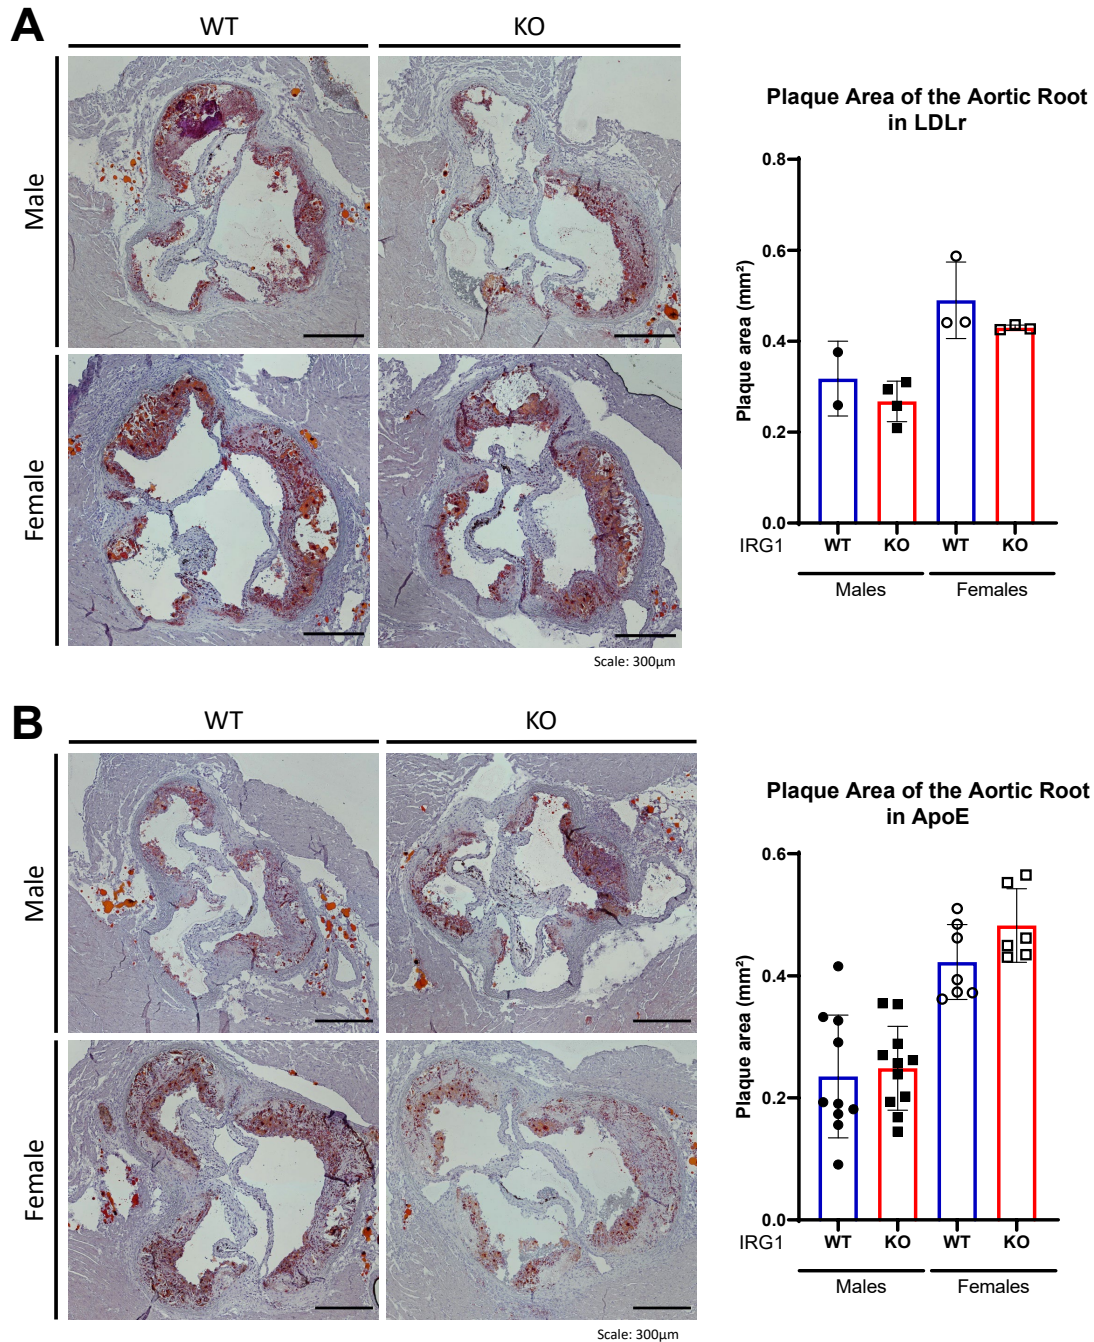 A
WT
KO
Male
Female
Scale: 300µm
Plaque Area of the Aortic Root
in LDLr
Plaque area (mm²)
0.8
0.6
0.4
0.2
0.0
IRG1
WT
KO
WT
KO
Males
Females
B
WT
KO
Male
Female
Scale: 300µm
Plaque Area of the Aortic Root
in ApoE
Plaque area (mm²)
0.6
0.4
0.2
0.0
IRG1
WT
KO
WT
KO
Males
Females